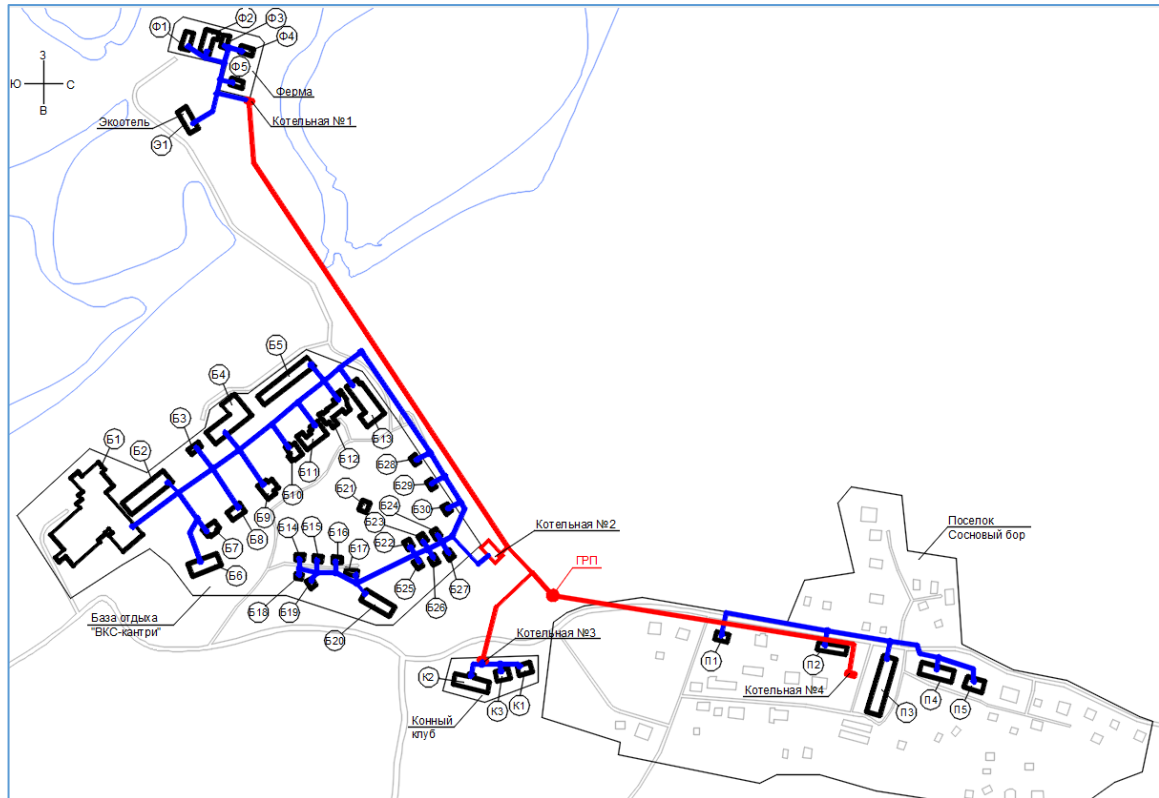 Ф1
Ф2
Ф3
Ф4
З
Ю
С
В
Ф5
Ферма
Экоотель
Котельная №1
Э1
Б5
Б4
Б3
Б1
Б2
Б13
Б12
Б11
Б10
Б28
Б29
Б30
Б9
Б8
Б7
Б6
Б21
Б24
Б23
Б22
Б14
Б15
Б16
Б17
Б25
Б26
Б27
Б18
Б19
Б20
Котельная №2
ГРП
Поселок
Сосновый бор
База отдыха
"ВКС-кантри"
Котельная №3
К2
К3
К1
Конный
клуб
П1
П2
Котельная №4
П3
П4
П5